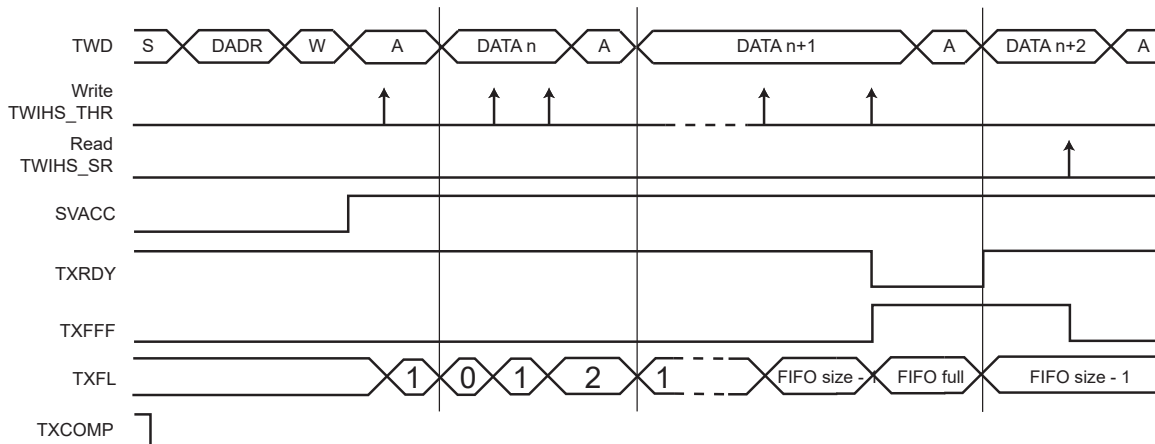 TWD S DADR W A DATA n A DATA n+1 A DATA n+2 A
Write
TWIHS_THR
Read
TWIHS_SR
SVACC
TXRDY
TXFFF
TXFL 1 0 1 2 1 FIFO size - 1 FIFO full FIFO size - 1
TXCOMP